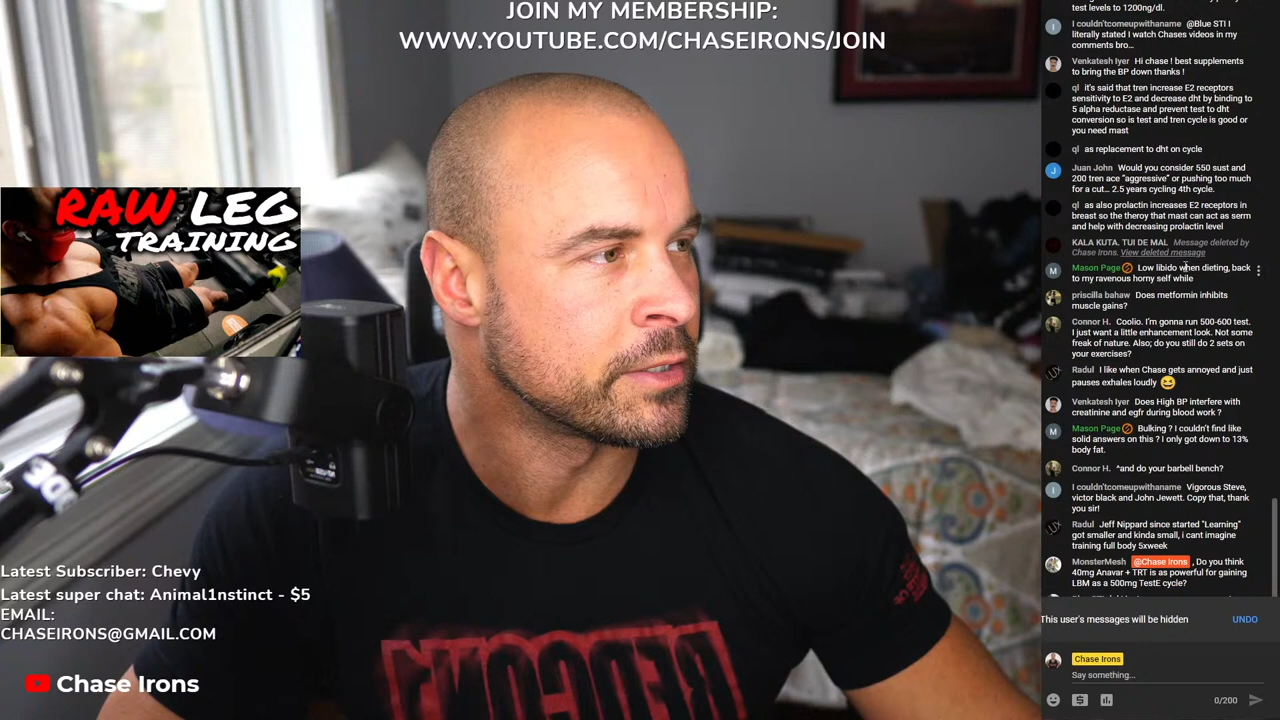 JOIN MY MEMBERSHIP:
WWW.YOUTUBE.COM/CHASEIRONS/JOIN
RAW LEG
TRAINING
Latest Subscriber: Chevy
Latest super chat: Animal1nstinct - $5
EMAIL:
CHASEIRONS@GMAIL.COM
Chase Irons
test levels to 1200ng/dl.
I couldn'tcomeupwithaname @Blue STI I
literally stated I watch Chases videos in my
comments bro...
Venkatesh Iyer Hi chase ! best supplements
to bring the BP down thanks !
ql it's said that tren increase E2 receptors
sensitivity to E2 and decrease dht by binding to
5 alpha reductase and prevent test to dht
conversion so is test and tren cycle is good or
you need mast
ql as replacement to dht on cycle
J
Juan John Would you consider 550 sust and
200 tren ace "aggressive" or pushing too much
for a cut... 2.5 years cycling 4th cycle.
ql as also prolactin increases E2 receptors in
breast so the theroy that mast can act as serm
and help with decreasing prolactin level
KALA KUTA. TUI DE MAL Message deleted by
Chase Irons. View deleted message
M
Mason Page Low libido when dieting, back
to my ravenous horny self while
priscilla bahaw Does metformin inhibits
muscle gains?
Connor H. Coolio. I'm gonna run 500-600 test.
I just want a little enhancement look. Not some
freak of nature. Also; do you still do 2 sets on
your exercises?
Radul I like when Chase gets annoyed and just
pauses exhales loudly
Venkatesh Iyer Does High BP interfere with
creatinine and egfr during blood work ?
M
Mason Page Bulking ? I couldn't find like
solid answers on this ? I only got down to 13%
body fat.
Connor H. ^and do your barbell bench?
I
I couldn'tcomeupwithaname Vigorous Steve,
victor black and John Jewett. Copy that, thank
you sir!
Radul Jeff Nippard since started "Learning"
got smaller and kinda small, i cant imagine
training full body 5xweek
MonsterMesh @Chase Irons , Do you think
40mg Anavar + TRT is as powerful for gaining
LBM as a 500mg TestE cycle?
This user's messages will be hidden UNDO
Chase Irons
Say something...
0/200